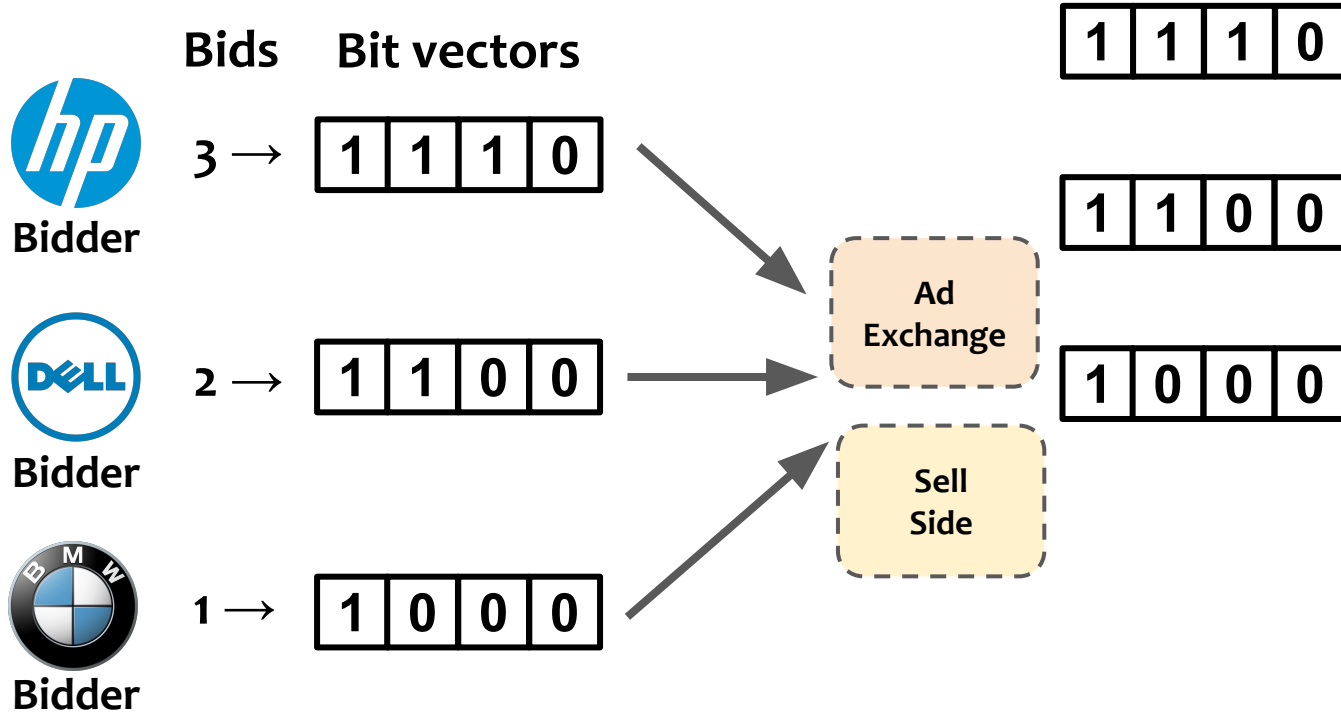 Bids Bit vectors
1 1 1 0
hp
3 → 1 1 1 0
Bidder
1 1 0 0
Ad
Exchange
DELL
2 → 1 1 0 0
1 0 0 0
Bidder
Sell
Side
BMW
1 → 1 0 0 0
Bidder